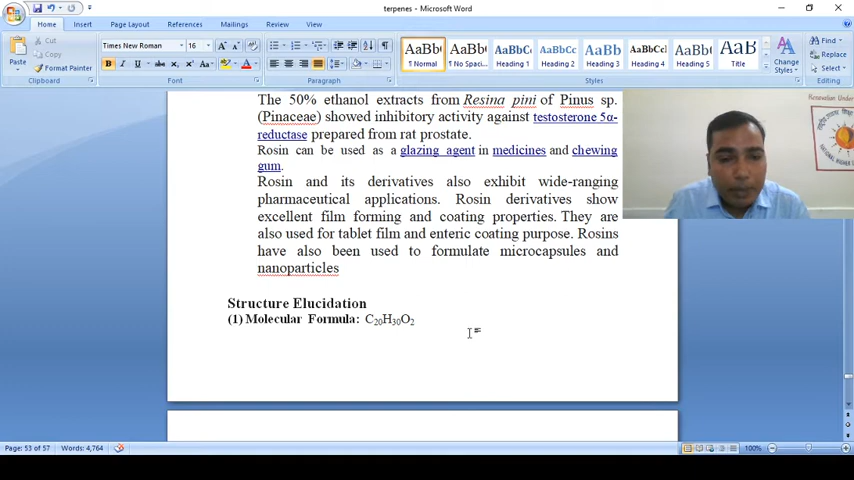 terpenes - Microsoft Word
Home Insert Page Layout References Mailings Review View
Cut
Copy
Format Painter
Paste
Clipboard
Times New Roman 16
Font
Paragraph
AaBbC AaBbC AaBbC AaBbC AaBb AaBbCc AaBbC AaB
¶ Normal ¶ No Spaci... Heading 1 Heading 2 Heading 3 Heading 4 Heading 5 Title
Styles
Change Styles
Find
Replace
Select
Editing
The 50% ethanol extracts from Resina pini of Pinus sp.
(Pinaceae) showed inhibitory activity against testosterone 5α-
reductase prepared from rat prostate.
Rosin can be used as a glazing agent in medicines and chewing
gum.
Rosin and its derivatives also exhibit wide-ranging
pharmaceutical applications. Rosin derivatives show
excellent film forming and coating properties. They are
also used for tablet film and enteric coating purpose. Rosins
have also been used to formulate microcapsules and
nanoparticles
Structure Elucidation
(1) Molecular Formula: C₂₀H₃₀O₂
Page: 53 of 57 Words: 4,764
100%